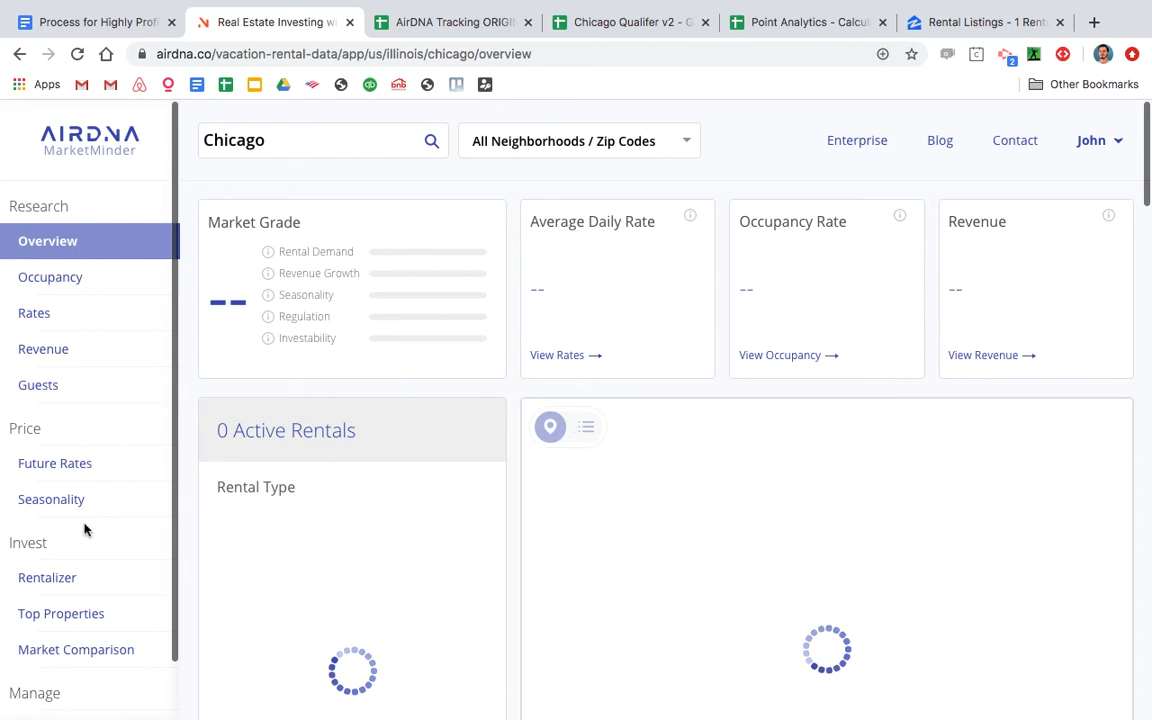 Process for Highly Profi
Real Estate Investing w
AirDNA Tracking ORIGIN
Chicago Qualifer v2 - G
Point Analytics - Calcul
Rental Listings - 1 Rent
airdna.co/vacation-rental-data/app/us/illinois/chicago/overview
2
Apps
bnb
Other Bookmarks
AIRDNA
MarketMinder
Chicago
All Neighborhoods / Zip Codes
Enterprise
Blog
Contact
John
Research
Overview
Occupancy
Rates
Revenue
Guests
Price
Future Rates
Seasonality
Invest
Rentalizer
Top Properties
Market Comparison
Manage
Market Grade
--
Rental Demand
Revenue Growth
Seasonality
Regulation
Investability
Average Daily Rate
--
View Rates →
Occupancy Rate
--
View Occupancy →
Revenue
--
View Revenue →
0 Active Rentals
Rental Type